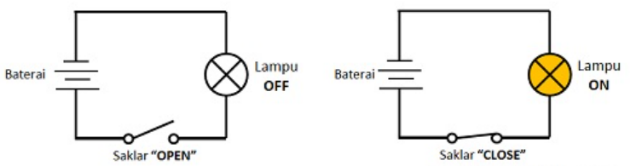 Baterai
Lampu
OFF
Saklar “OPEN”
Baterai
Lampu
ON
Saklar “CLOSE”